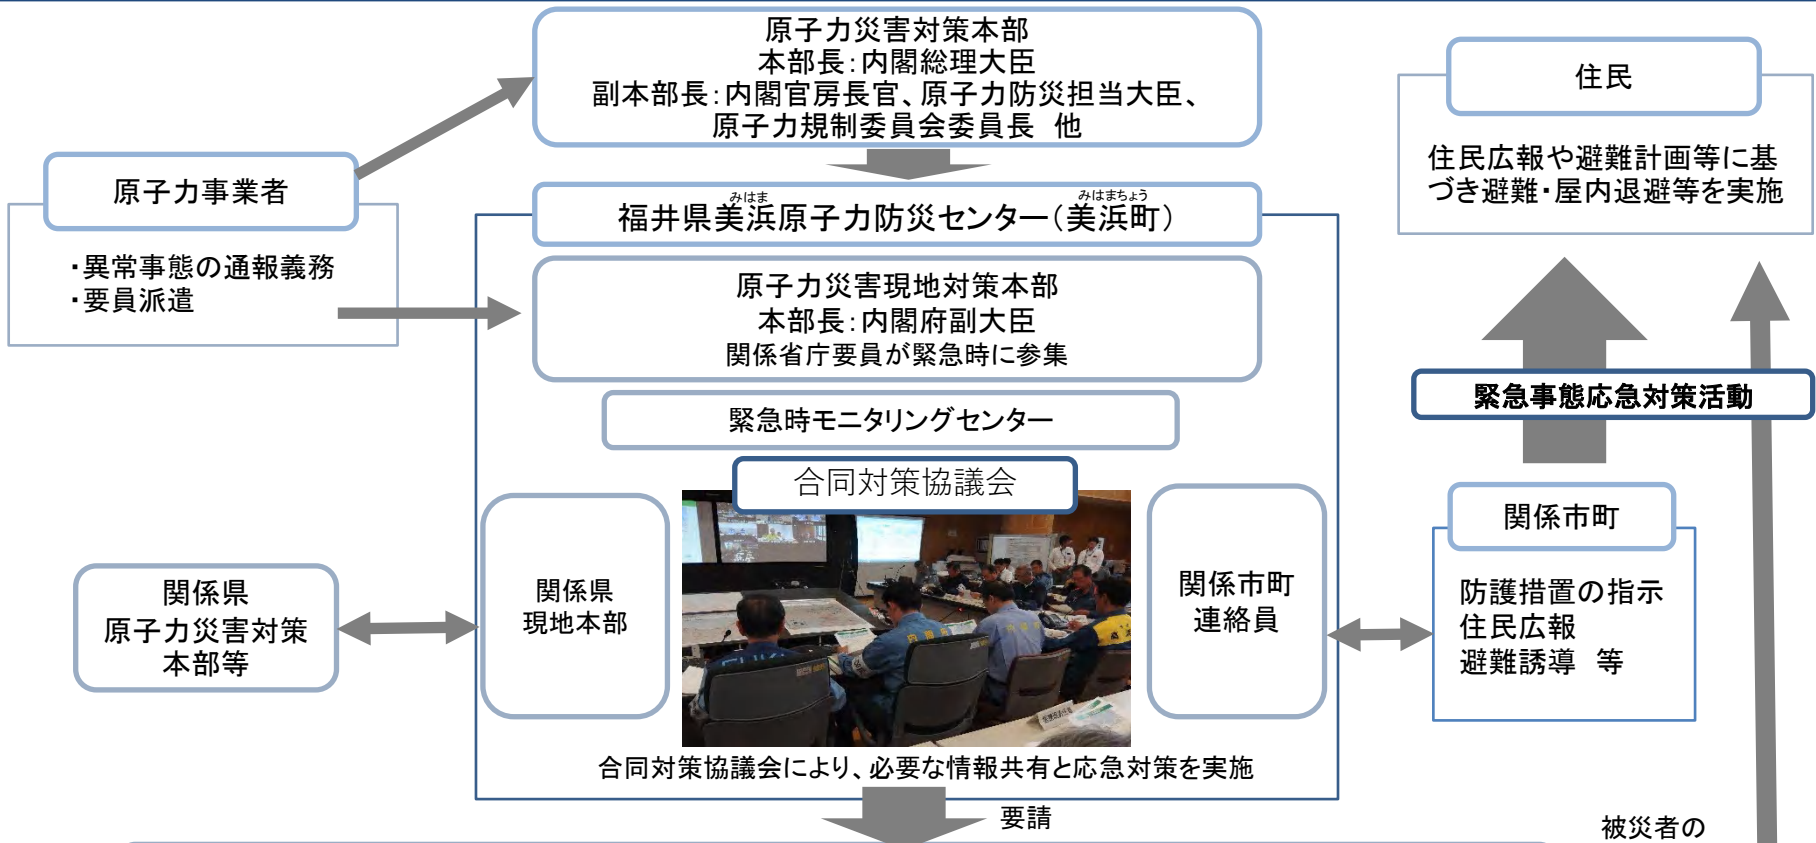 原子力災害対策本部
本部長：内閣総理大臣
副本部長：内閣官房長官、原子力防災担当大臣、
原子力規制委員会委員長　他
原子力事業者
・異常事態の通報義務
・要員派遣
みはま　みはまちょう
福井県美浜原子力防災センター（美浜町）
原子力災害現地対策本部
本部長：内閣府副大臣
関係省庁要員が緊急時に参集
緊急時モニタリングセンター
合同対策協議会
関係県
現地本部
関係市町
連絡員
合同対策協議会により、必要な情報共有と応急対策を実施
関係県
原子力災害対策
本部等
住民
住民広報や避難計画等に基
づき避難・屋内退避等を実施
緊急事態応急対策活動
関係市町
防護措置の指示
住民広報
避難誘導　等
要請
被災者の